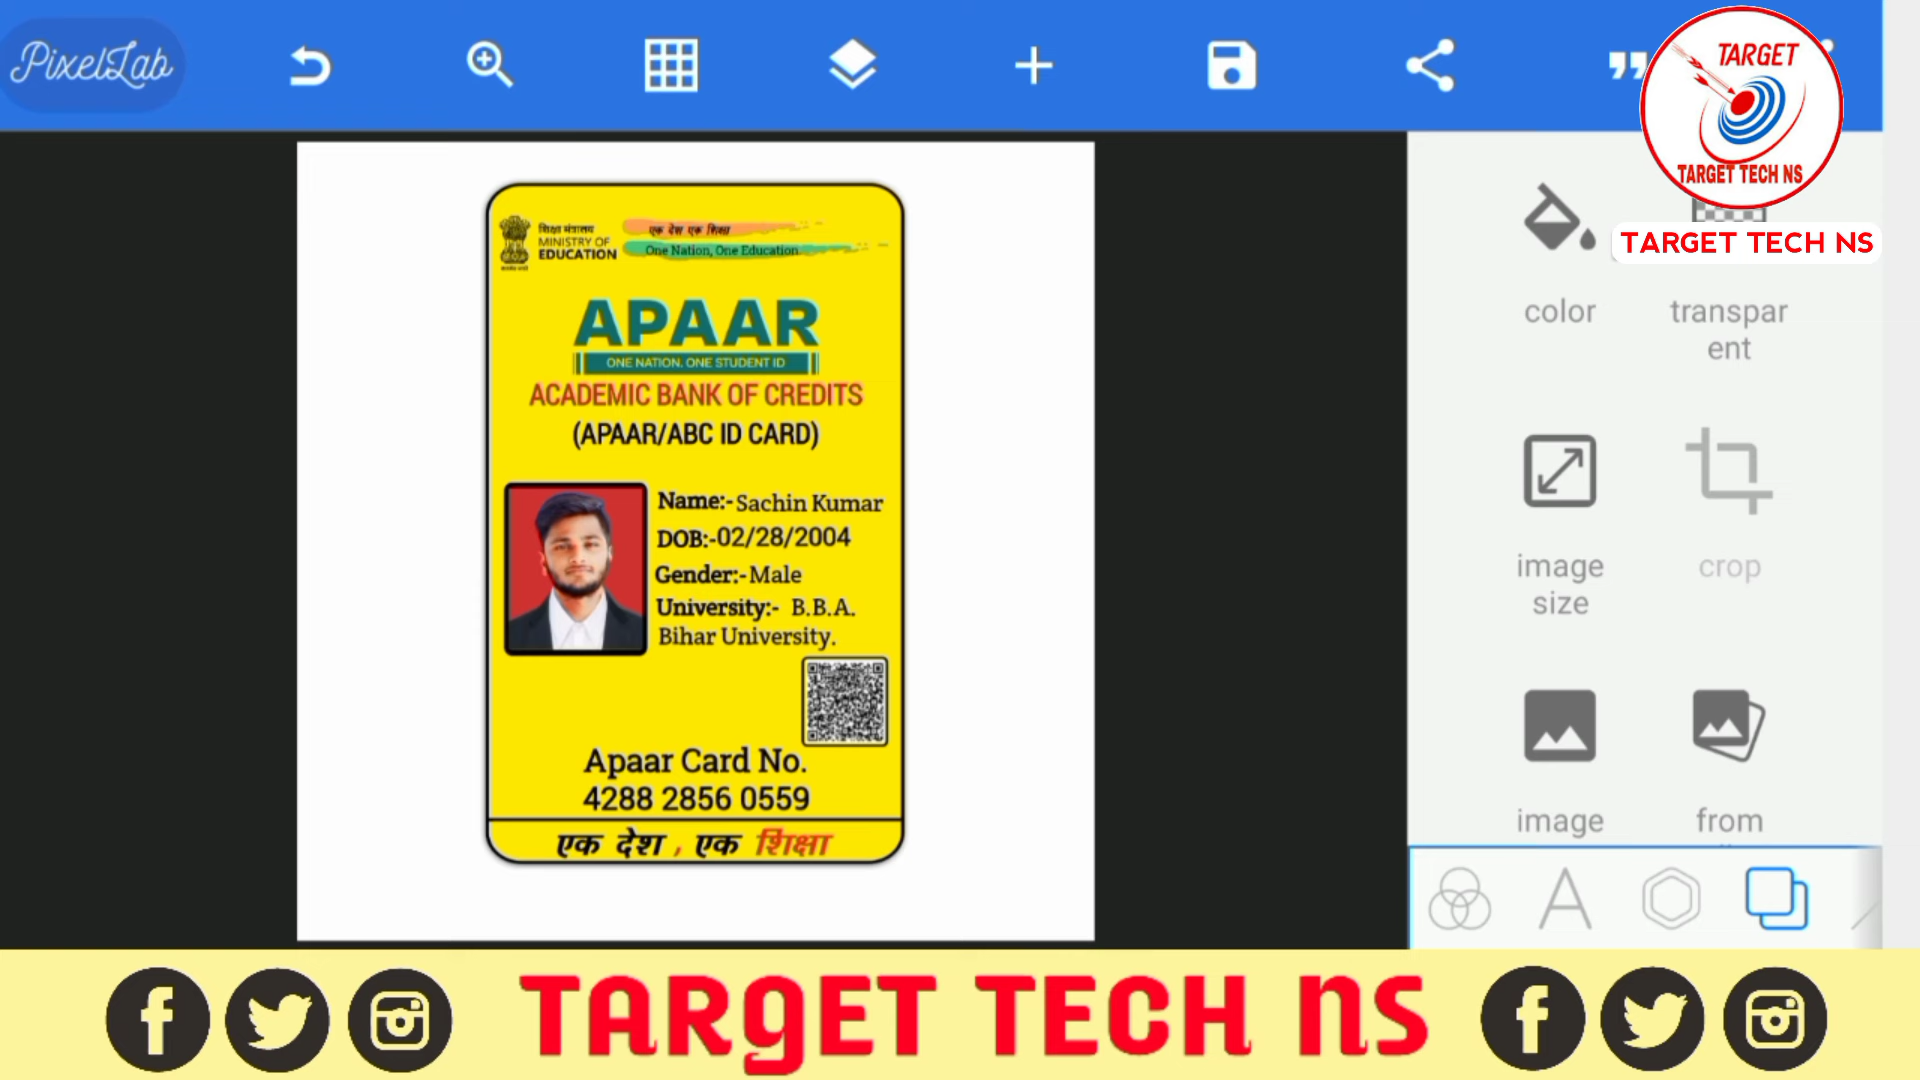 PixelLab
TARGET
TARGET TECH NS
TARGET TECH NS
शिक्षा मंत्रालय
MINISTRY OF
EDUCATION
एक देश एक शिक्षा
One Nation, One Education
APAAR
ONE NATION. ONE STUDENT ID
ACADEMIC BANK OF CREDITS
(APAAR/ABC ID CARD)
Name:- Sachin Kumar
DOB:-02/28/2004
Gender:- Male
University:- B.B.A.
Bihar University.
Apaar Card No.
4288 2856 0559
एक देश , एक शिक्षा
color
transpar
ent
image
size
crop
image
from
TARGET TECH NS